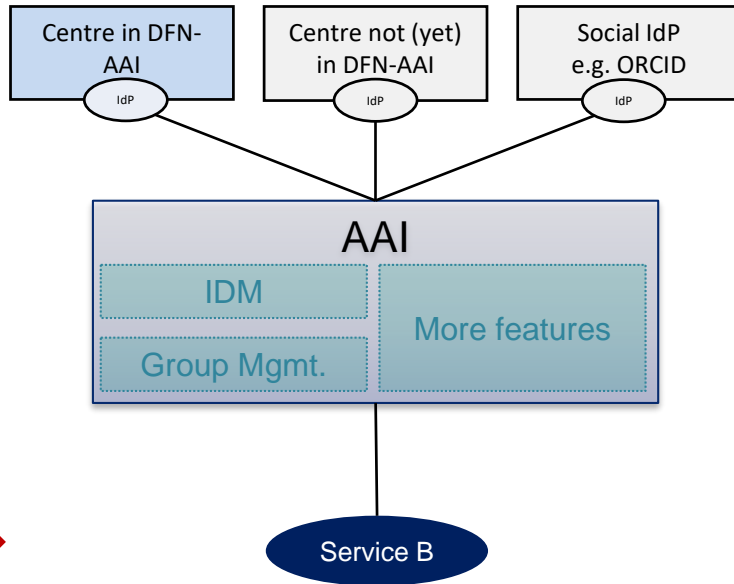 Centre in DFN-
AAI
Centre not (yet)
in DFN-AAI
Social IdP
e.g. ORCID
IdP
IdP
IdP
AAI
IDM
Group Mgmt.
More features
Service B